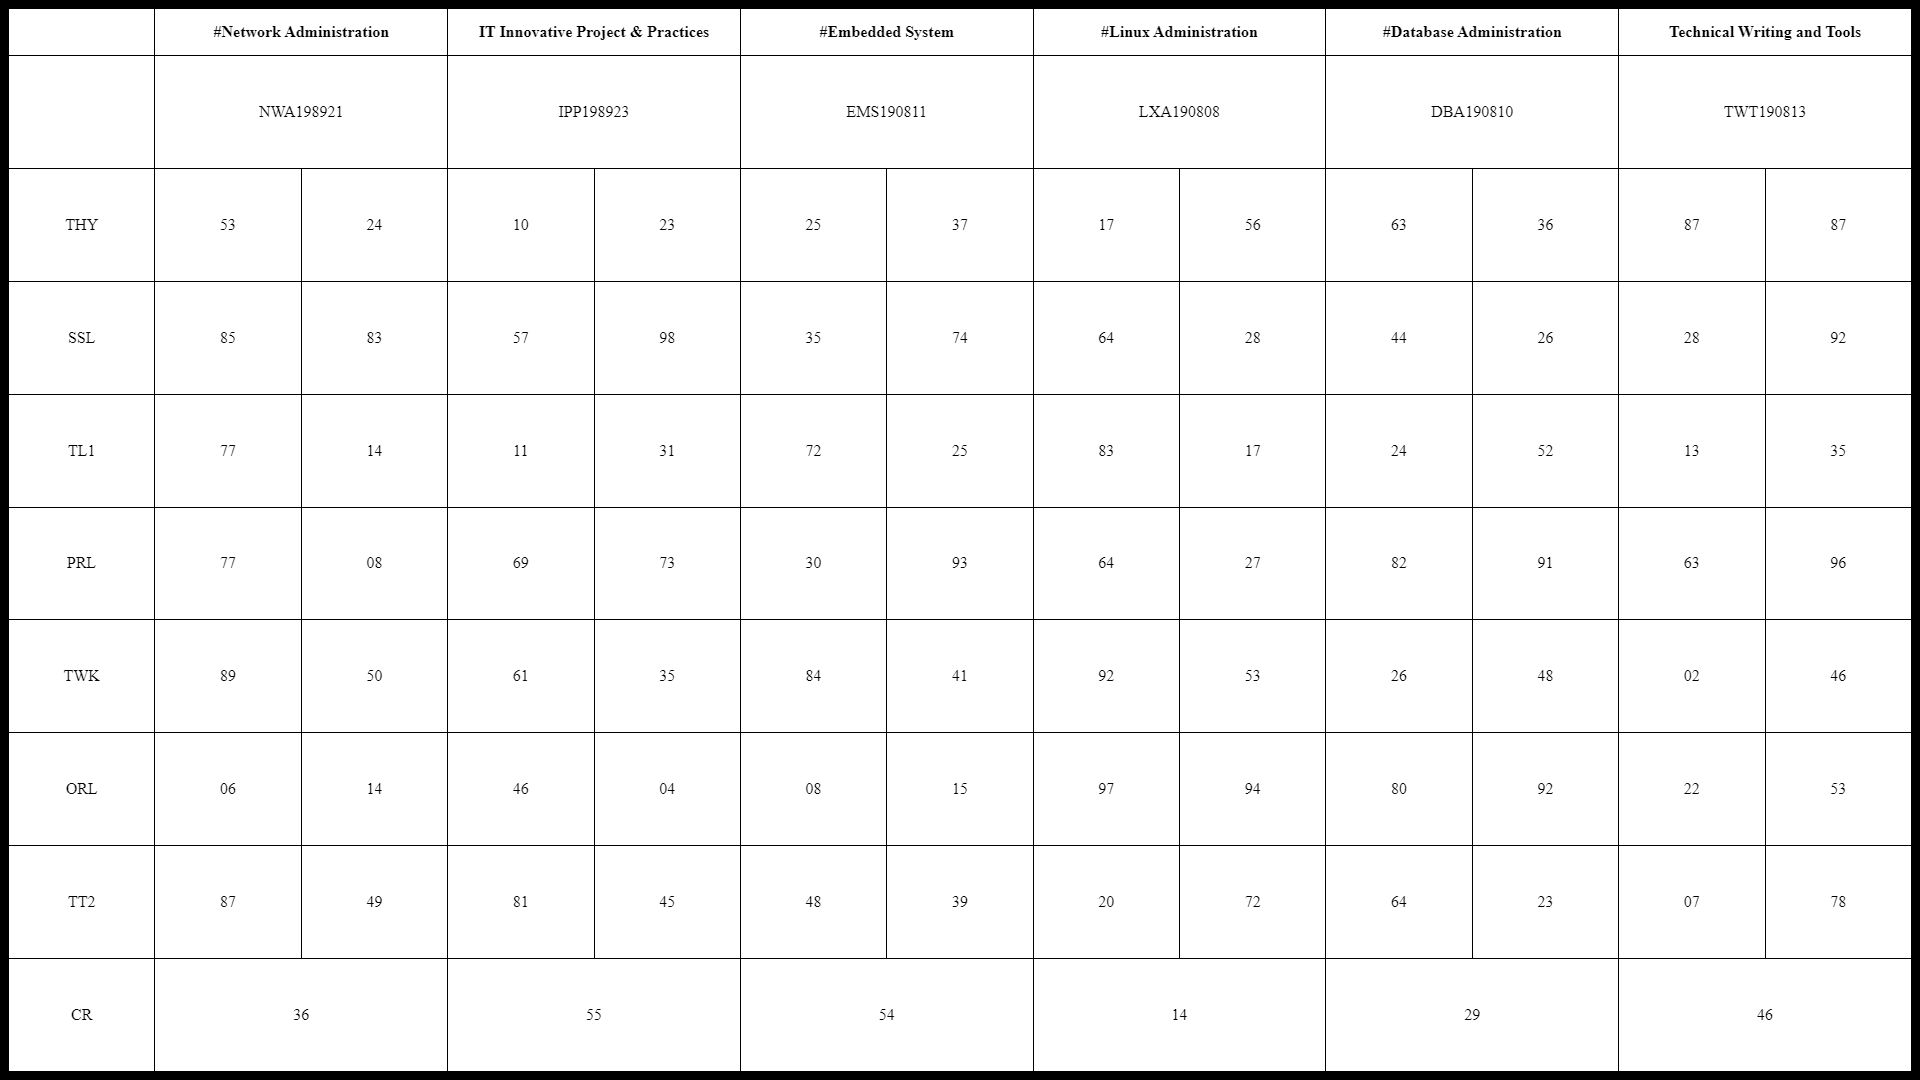 #Network Administration IT Innovative Project & Practices #Embedded System #Linux Administration #Database Administration Technical Writing and Tools
NWA198921 IPP198923 EMS190811 LXA190808 DBA190810 TWT190813
THY 53 24 10 23 25 37 17 56 63 36 87 87
SSL 85 83 57 98 35 74 64 28 44 26 28 92
TL1 77 14 11 31 72 25 83 17 24 52 13 35
PRL 77 08 69 73 30 93 64 27 82 91 63 96
TWK 89 50 61 35 84 41 92 53 26 48 02 46
ORL 06 14 46 04 08 15 97 94 80 92 22 53
TT2 87 49 81 45 48 39 20 72 64 23 07 78
CR 36 55 54 14 29 46